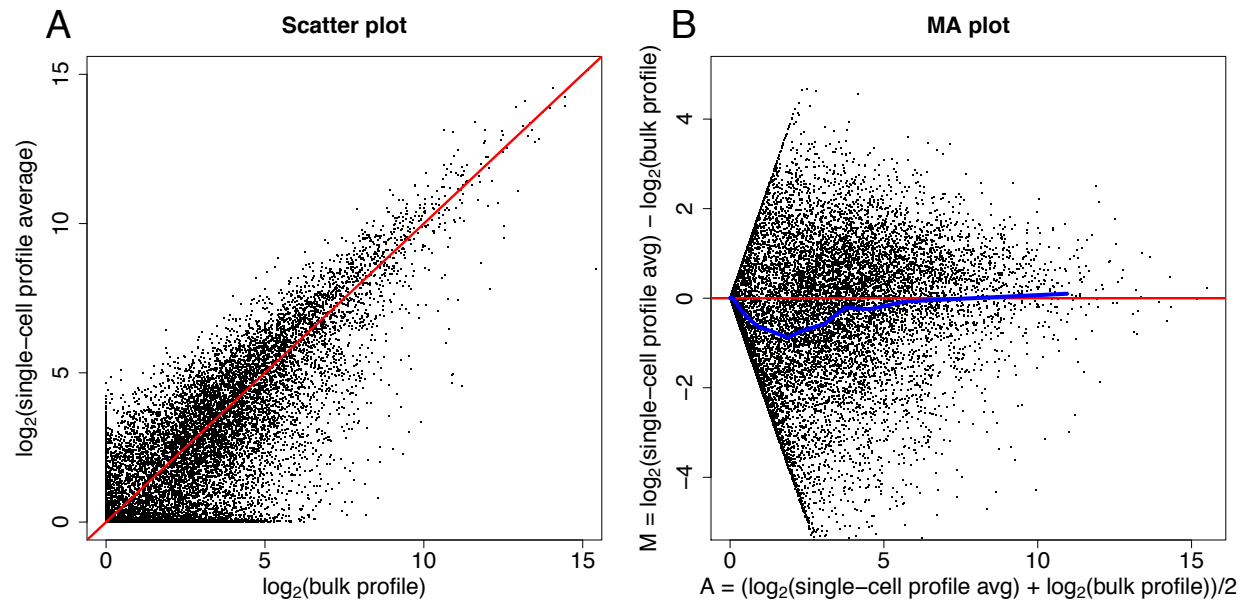 A
Scatter plot
log₂(single−cell profile average)
15
10
5
0
0 5 10 15
log₂(bulk profile)
B
MA plot
M = log₂(single−cell profile avg) − log₂(bulk profile)
4
2
0
−2
−4
0 5 10 15
A = (log₂(single−cell profile avg) + log₂(bulk profile))/2